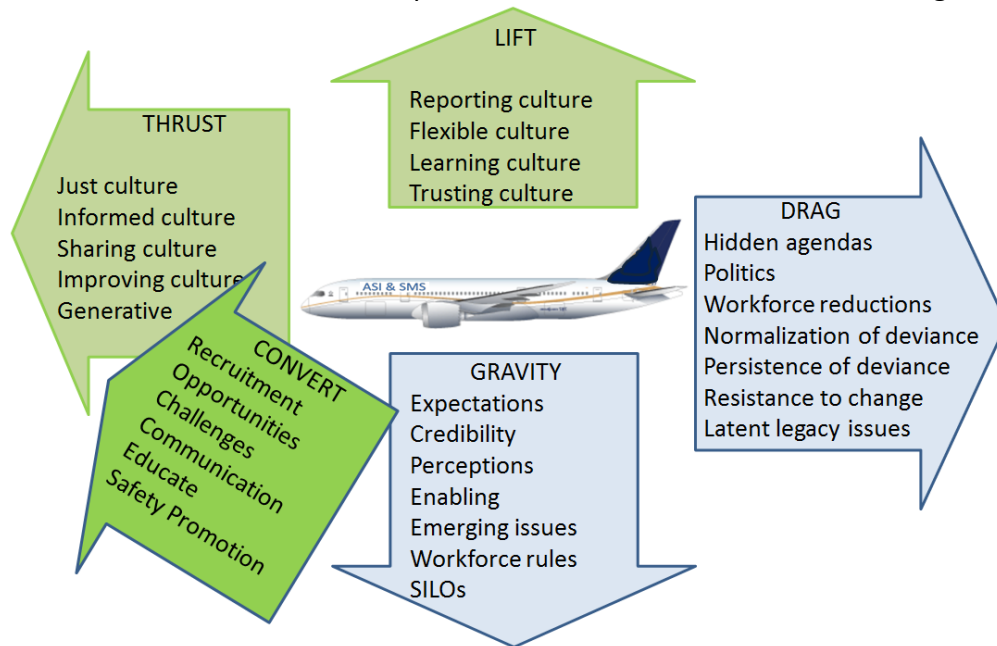 LIFT
Reporting culture
Flexible culture
Learning culture
Trusting culture
THRUST
Just culture
Informed culture
Sharing culture
Improving culture
Generative
DRAG
Hidden agendas
Politics
Workforce reductions
Normalization of deviance
Persistence of deviance
Resistance to change
Latent legacy issues
ASI & SMS
CONVERT
Recruitment
Opportunities
Challenges
Communication
Educate
Safety Promotion
GRAVITY
Expectations
Credibility
Perceptions
Enabling
Emerging issues
Workforce rules
SILOs